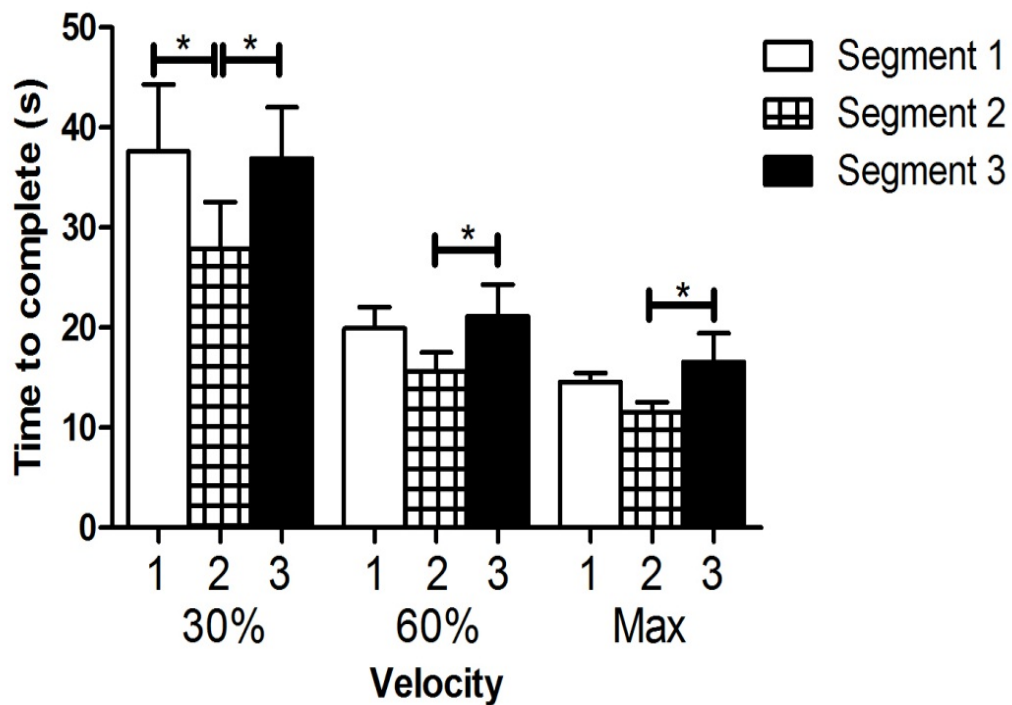 Time to complete (s)
50
40
30
20
10
0
* *
*
*
Segment 1
Segment 2
Segment 3
1 2 3 1 2 3 1 2 3
30% 60% Max
Velocity